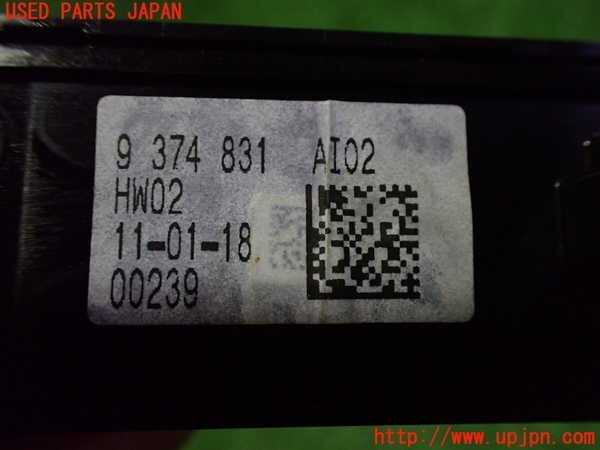 USED PARTS JAPAN
9 374 831 AI02
HW02
11-01-18
00239
http://www.upjpn.com